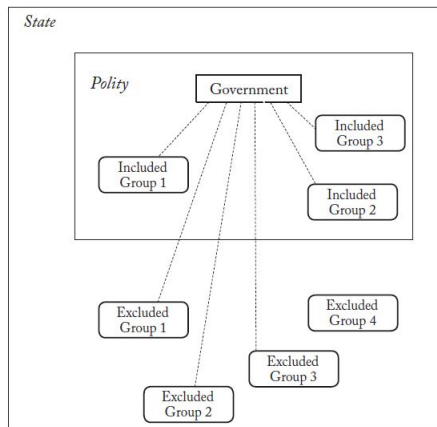 State
Polity
Government
Included
Group 3
Included
Group 1
Included
Group 2
Excluded
Group 1
Excluded
Group 4
Excluded
Group 3
Excluded
Group 2